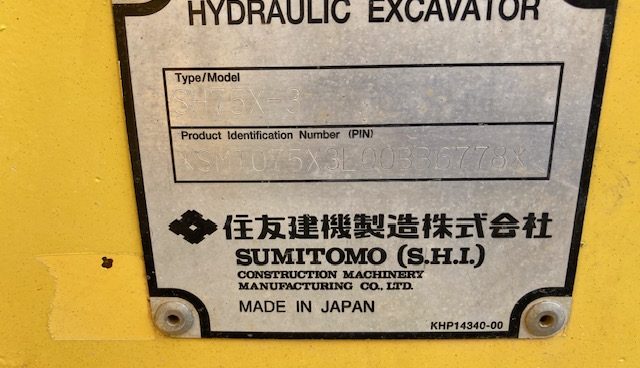 HYDRAULIC EXCAVATOR
Type/Model
SH75X-3
Product Identification Number (PIN)
住友建機製造株式会社
SUMITOMO (S.H.I.)
CONSTRUCTION MACHINERY
MANUFACTURING CO., LTD.
MADE IN JAPAN
KHP14340-00